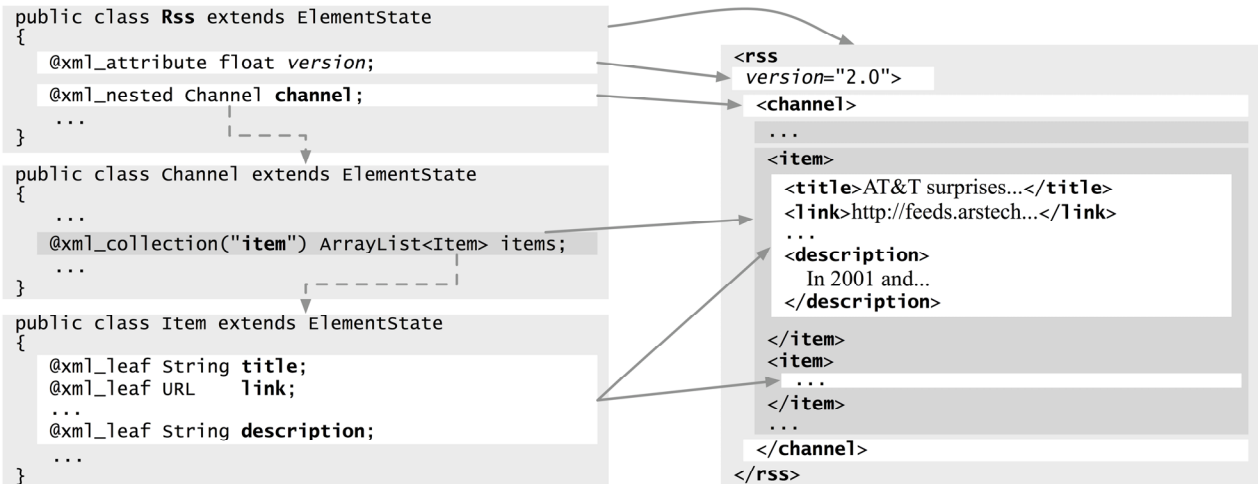 public class Rss extends ElementState
{
@xml_attribute float version;
@xml_nested Channel channel;
...
}
public class Channel extends ElementState
{
...
@xml_collection("item") ArrayList<Item> items;
...
}
public class Item extends ElementState
{
@xml_leaf String title;
@xml_leaf URL link;
...
@xml_leaf String description;
...
}
<rss
version="2.0">
<channel>
...
<item>
<title>AT&T surprises...</title>
<link>http://feeds.arstech...</link>
...
<description>
In 2001 and...
</description>
</item>
<item>
...
</item>
...
</channel>
</rss>